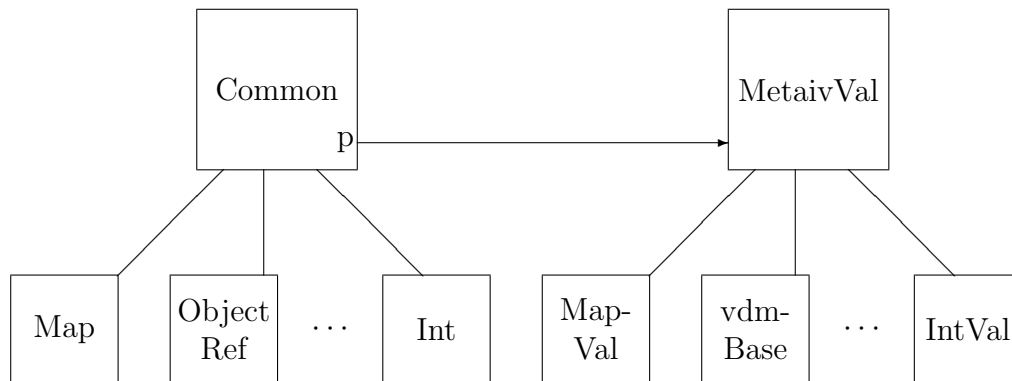 Common
MetaivVal
p
Map
Object
Ref
...
Int
Map-
Val
vdm-
Base
...
IntVal